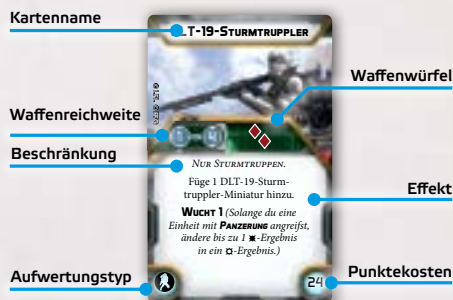 Kartenname
DLT-19-Sturmtruppler
Waffenwürfel
Waffenreichweite
Beschränkung
Nur Sturmtruppen.
Füge 1 DLT-19-Sturm-
truppler-Miniatur hinzu.
Effekt
Wucht 1 (Solange du eine
Einheit mit Panzerung angreifst,
ändere bis zu 1 -Ergebnis
in ein -Ergebnis.)
Aufwertungstyp
24
Punktekosten